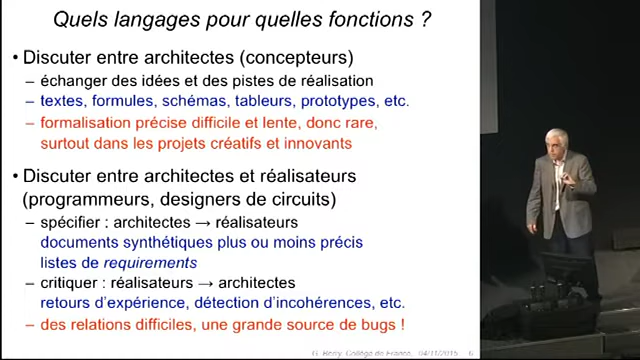 Quels langages pour quelles fonctions ?
• Discuter entre architectes (concepteurs)
– échanger des idées et des pistes de réalisation
– textes, formules, schémas, tableurs, prototypes, etc.
– formalisation précise difficile et lente, donc rare,
surtout dans les projets créatifs et innovants
• Discuter entre architectes et réalisateurs
(programmeurs, designers de circuits)
– spécifier : architectes → réalisateurs
documents synthétiques plus ou moins précis
listes de requirements
– critiquer : réalisateurs → architectes
retours d'expérience, détection d'incohérences, etc.
– des relations difficiles, une grande source de bugs !
G. Berry, Collège de France, 04/11/2015 6